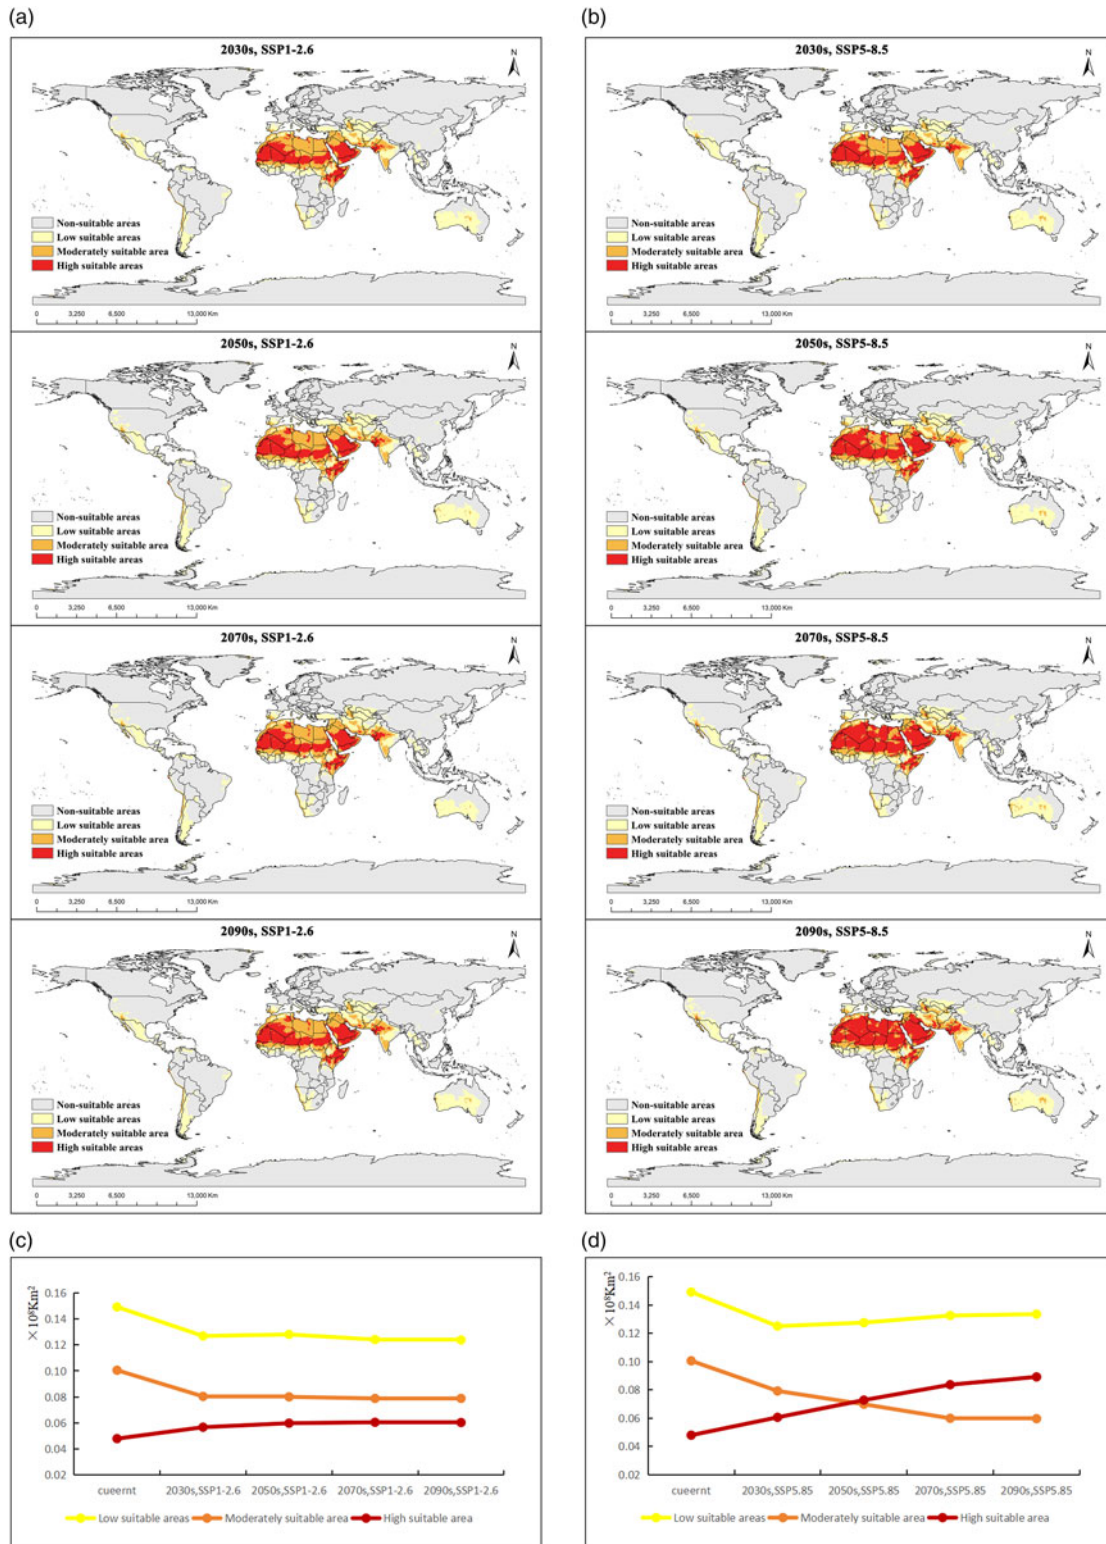 (a)
(b)
2030s, SSP1-2.6
N
Non-suitable areas
Low suitable areas
Moderately suitable area
High suitable areas
0 3,250 6,500 13,000 Km
2030s, SSP5-8.5
N
Non-suitable areas
Low suitable areas
Moderately suitable area
High suitable areas
0 3,250 6,500 13,000 Km
2050s, SSP1-2.6
N
Non-suitable areas
Low suitable areas
Moderately suitable area
High suitable areas
0 3,250 6,500 13,000 Km
2050s, SSP5-8.5
N
Non-suitable areas
Low suitable areas
Moderately suitable area
High suitable areas
0 3,250 6,500 13,000 Km
2070s, SSP1-2.6
N
Non-suitable areas
Low suitable areas
Moderately suitable area
High suitable areas
0 3,250 6,500 13,000 Km
2070s, SSP5-8.5
N
Non-suitable areas
Low suitable areas
Moderately suitable area
High suitable areas
0 3,250 6,500 13,000 Km
2090s, SSP1-2.6
N
Non-suitable areas
Low suitable areas
Moderately suitable area
High suitable areas
0 3,250 6,500 13,000 Km
2090s, SSP5-8.5
N
Non-suitable areas
Low suitable areas
Moderately suitable area
High suitable areas
0 3,250 6,500 13,000 Km
(c)
×10⁸Km²
0.16
0.14
0.12
0.10
0.08
0.06
0.04
0.02
cueernt 2030s,SSP1-2.6 2050s,SSP1-2.6 2070s,SSP1-2.6 2090s,SSP1-2.6
Low suitable areas Moderately suitable area High suitable area
(d)
×10⁸Km²
0.16
0.14
0.12
0.10
0.08
0.06
0.04
0.02
cueernt 2030s,SSP5.85 2050s,SSP5.85 2070s,SSP5.85 2090s,SSP5.85
Low suitable areas Moderately suitable area High suitable area